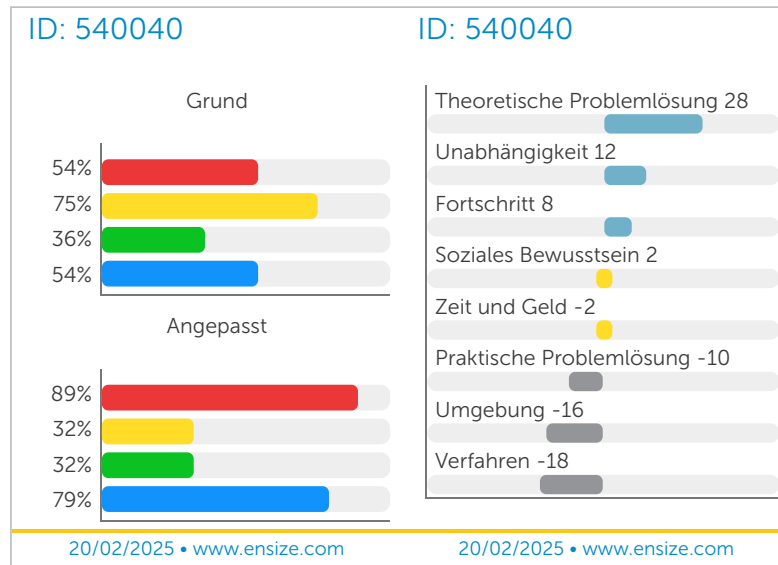 ID: 540040
Grund
54%
75%
36%
54%
Angepasst
89%
32%
32%
79%
20/02/2025 • www.ensize.com
ID: 540040
Theoretische Problemlösung 28
Unabhängigkeit 12
Fortschritt 8
Soziales Bewusstsein 2
Zeit und Geld -2
Praktische Problemlösung -10
Umgebung -16
Verfahren -18
20/02/2025 • www.ensize.com